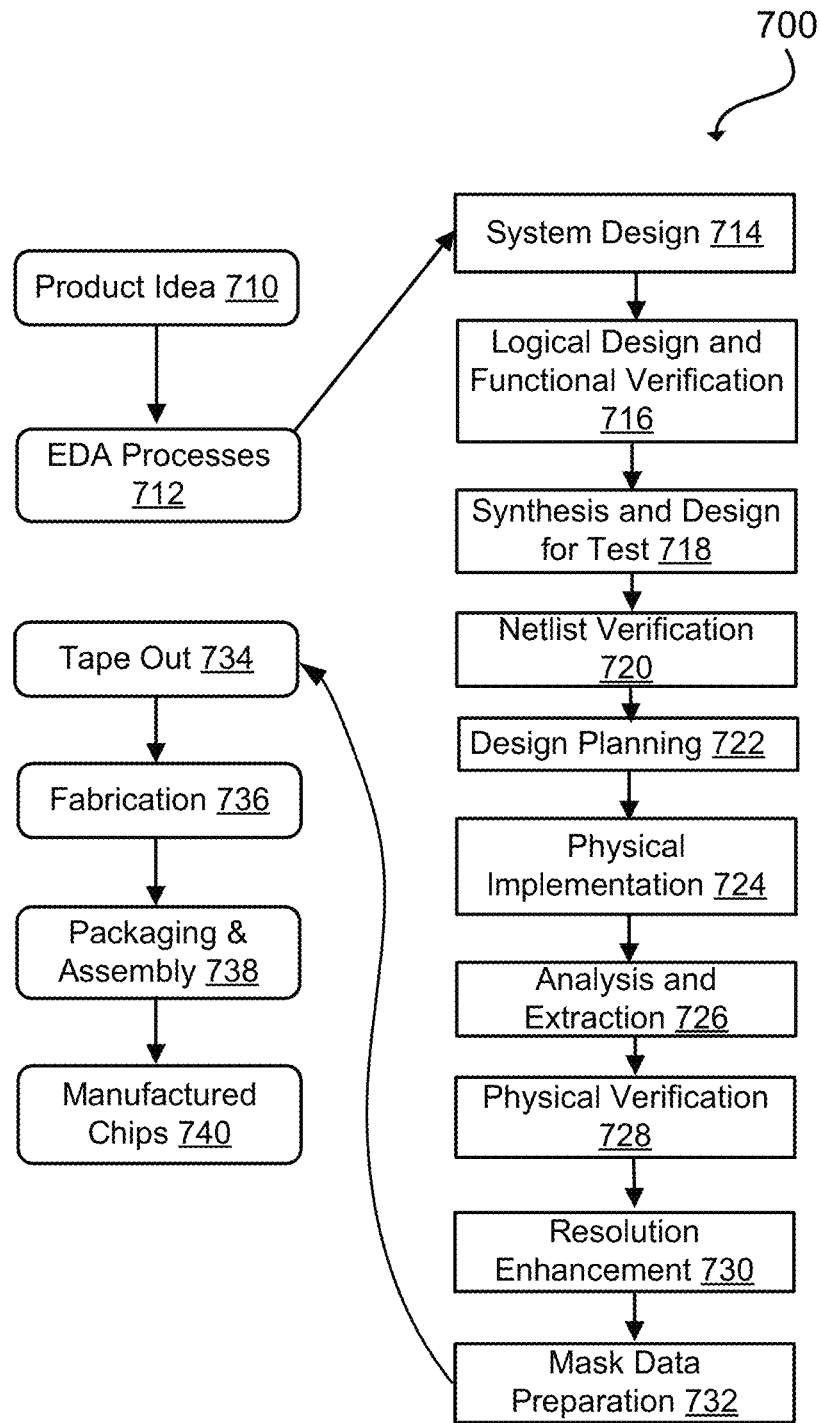 700
Product Idea 710
EDA Processes
712
System Design 714
Logical Design and
Functional Verification
716
Synthesis and Design
for Test 718
Netlist Verification
720
Design Planning 722
Physical
Implementation 724
Analysis and
Extraction 726
Physical Verification
728
Resolution
Enhancement 730
Mask Data
Preparation 732
Tape Out 734
Fabrication 736
Packaging &
Assembly 738
Manufactured
Chips 740